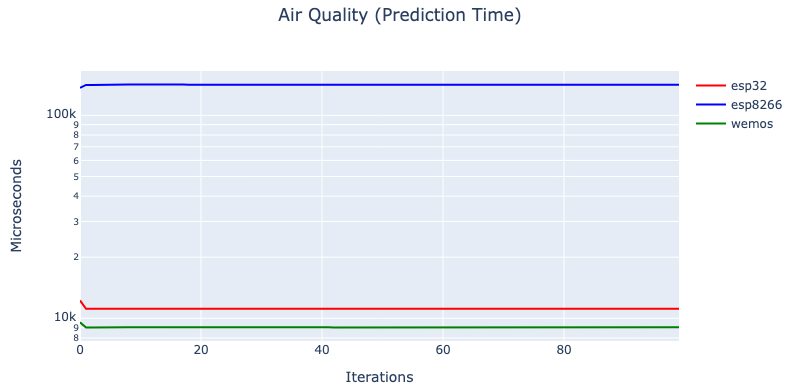 Air Quality (Prediction Time)
esp32
esp8266
wemos
Microseconds
100k
9
8
7
6
5
4
3
2
10k
9
8
0
20
40
60
80
Iterations